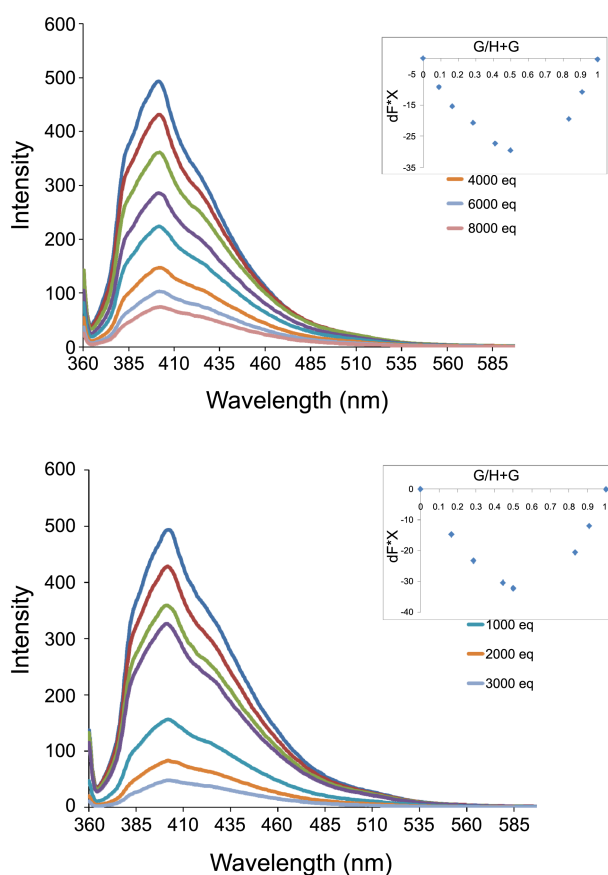 600
500
400
300
200
100
0
Intensity
360 385 410 435 460 485 510 535 560 585
Wavelength (nm)
G/H+G
0 0.1 0.2 0.3 0.4 0.5 0.6 0.7 0.8 0.9 1
-5
-15
-25
-35
dF*X
4000 eq
6000 eq
8000 eq
600
500
400
300
200
100
0
Intensity
360 385 410 435 460 485 510 535 560 585
Wavelength (nm)
G/H+G
0
0 0.1 0.2 0.3 0.4 0.5 0.6 0.7 0.8 0.9 1
-10
-20
-30
-40
dF*X
1000 eq
2000 eq
3000 eq